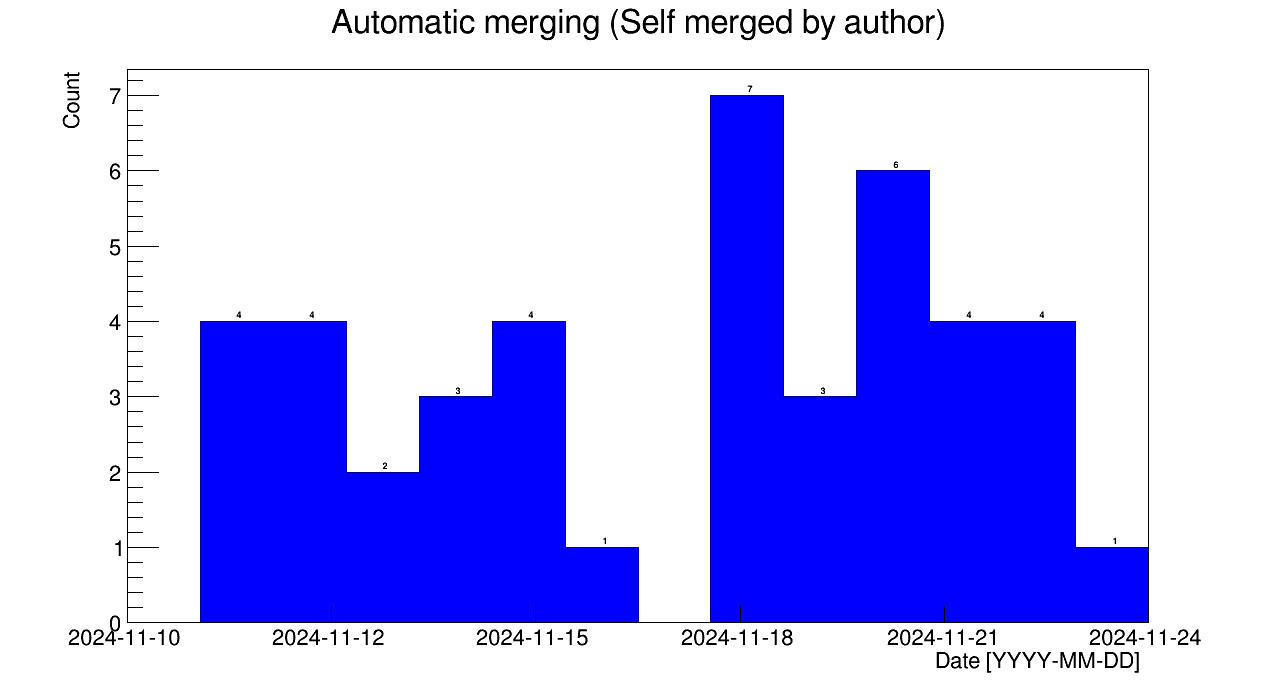 Automatic merging (Self merged by author)
Count
7
6
5
4
3
2
1
0
7
6
4 4 4 4 4
3 3
2
1 1
2024-11-10 2024-11-12 2024-11-15 2024-11-18 2024-11-21 2024-11-24
Date [YYYY-MM-DD]